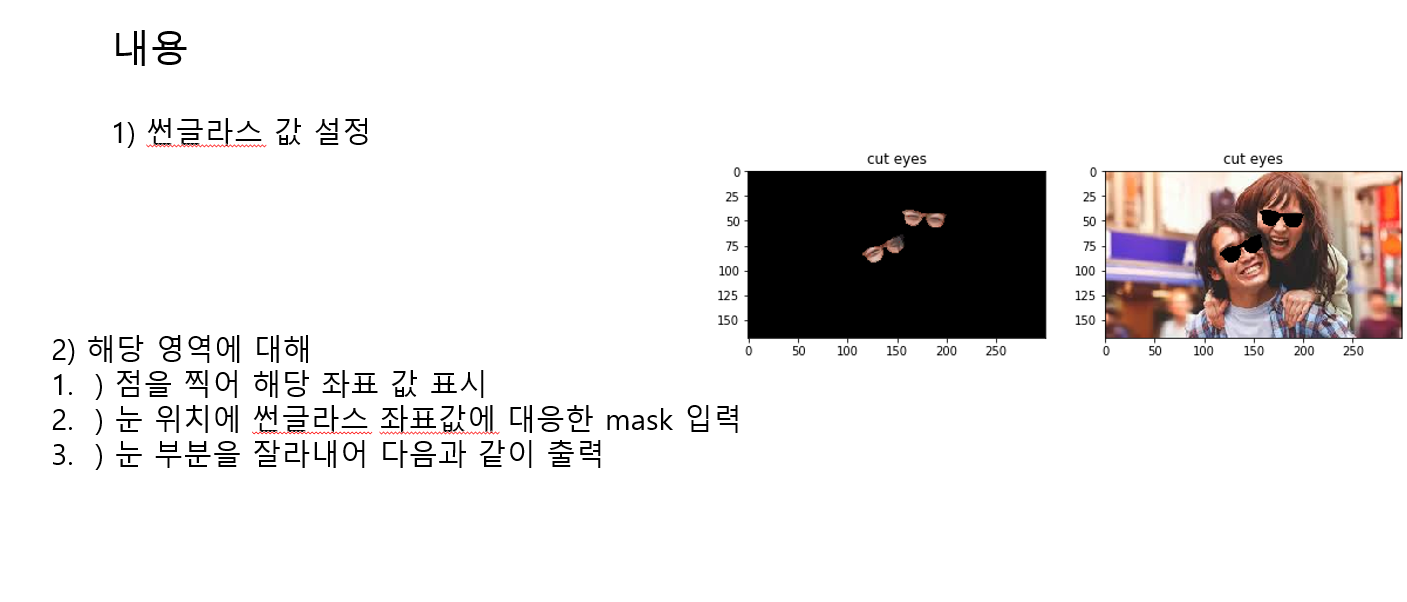 내용
1) 썬글라스 값 설정
cut eyes
0
25
50
75
100
125
150
0 50 100 150 200 250
cut eyes
0
25
50
75
100
125
150
0 50 100 150 200 250
2) 해당 영역에 대해
1. ) 점을 찍어 해당 좌표 값 표시
2. ) 눈 위치에 썬글라스 좌표값에 대응한 mask 입력
3. ) 눈 부분을 잘라내어 다음과 같이 출력